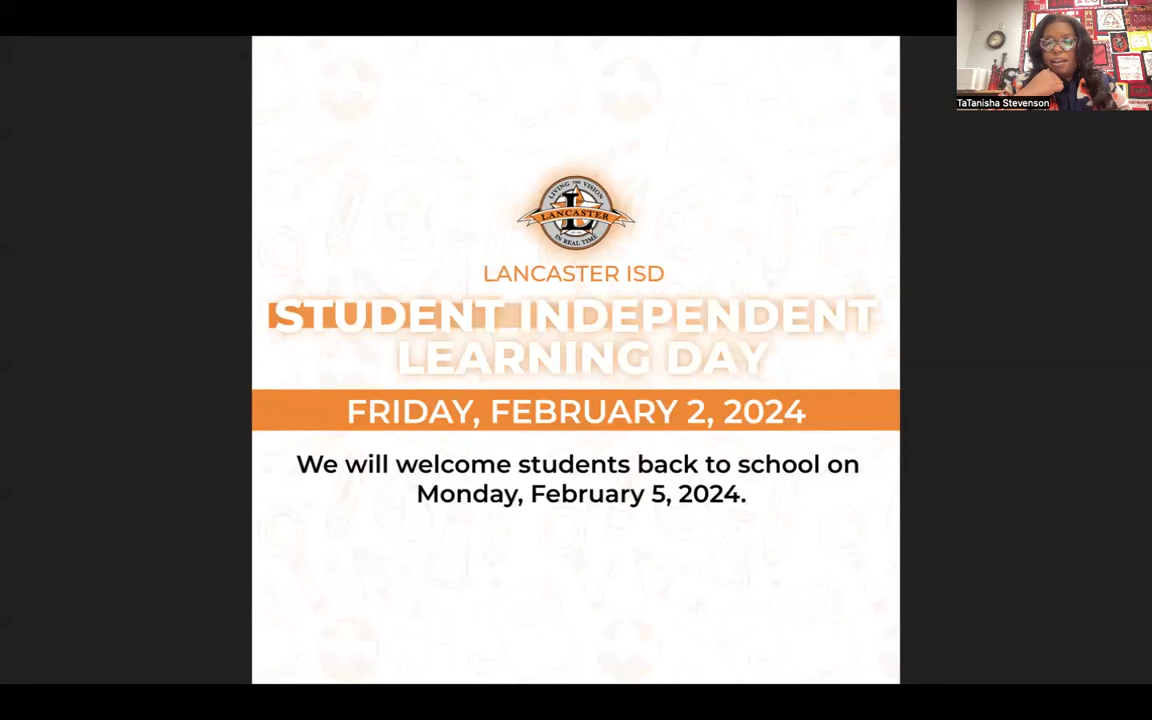 TaTanisha Stevenson
LIVING THE VISION
LANCASTER
L
IN REAL TIME
LANCASTER ISD
STUDENT INDEPENDENT
LEARNING DAY
FRIDAY, FEBRUARY 2, 2024
We will welcome students back to school on
Monday, February 5, 2024.